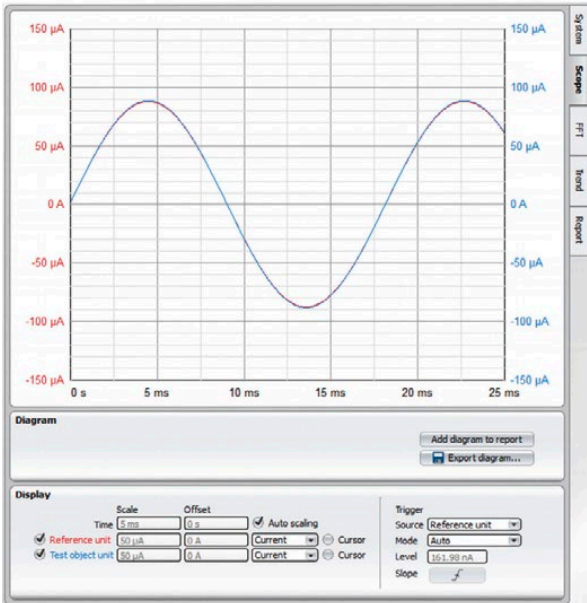 150 µA
150 µA
100 µA
100 µA
50 µA
50 µA
0 A
0 A
-50 µA
-50 µA
-100 µA
-100 µA
-150 µA
-150 µA
0 s
5 ms
10 ms
15 ms
20 ms
25 ms
System
Scope
FFT
Trend
Report
Diagram
Add diagram to report
Export diagram...
Display
Scale Offset
Time 5 ms 0 s Auto scaling
Reference unit 50 µA 0 A Current Cursor
Test object unit 50 µA 0 A Current Cursor
Trigger
Source Reference unit
Mode Auto
Level 161.98 nA
Slope